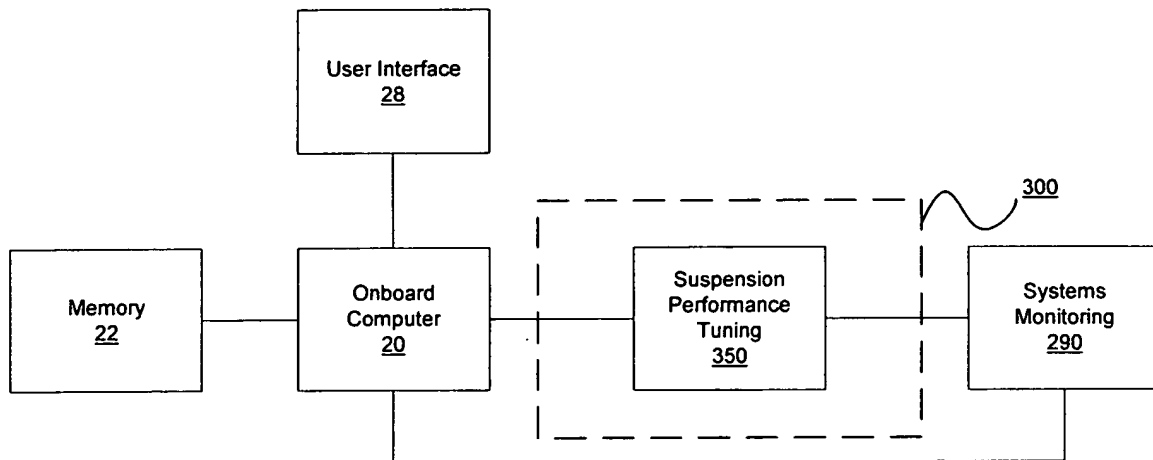 User Interface
28
300
Memory
22
Onboard
Computer
20
Suspension
Performance
Tuning
350
Systems
Monitoring
290